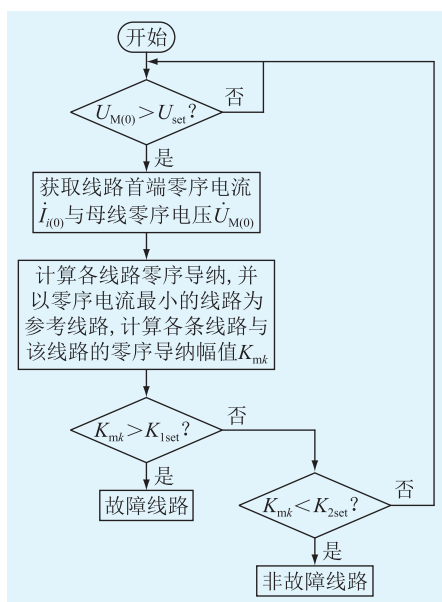 开始
U_M(0)>U_set?
否
是
获取线路首端零序电流
İ_i(0)与母线零序电压U̇_M(0)
计算各线路零序导纳,并
以零序电流最小的线路为
参考线路,计算各条线路与
该线路的零序导纳幅值K_mk
K_mk>K_1set?
否
是
故障线路
K_mk<K_2set?
否
是
非故障线路